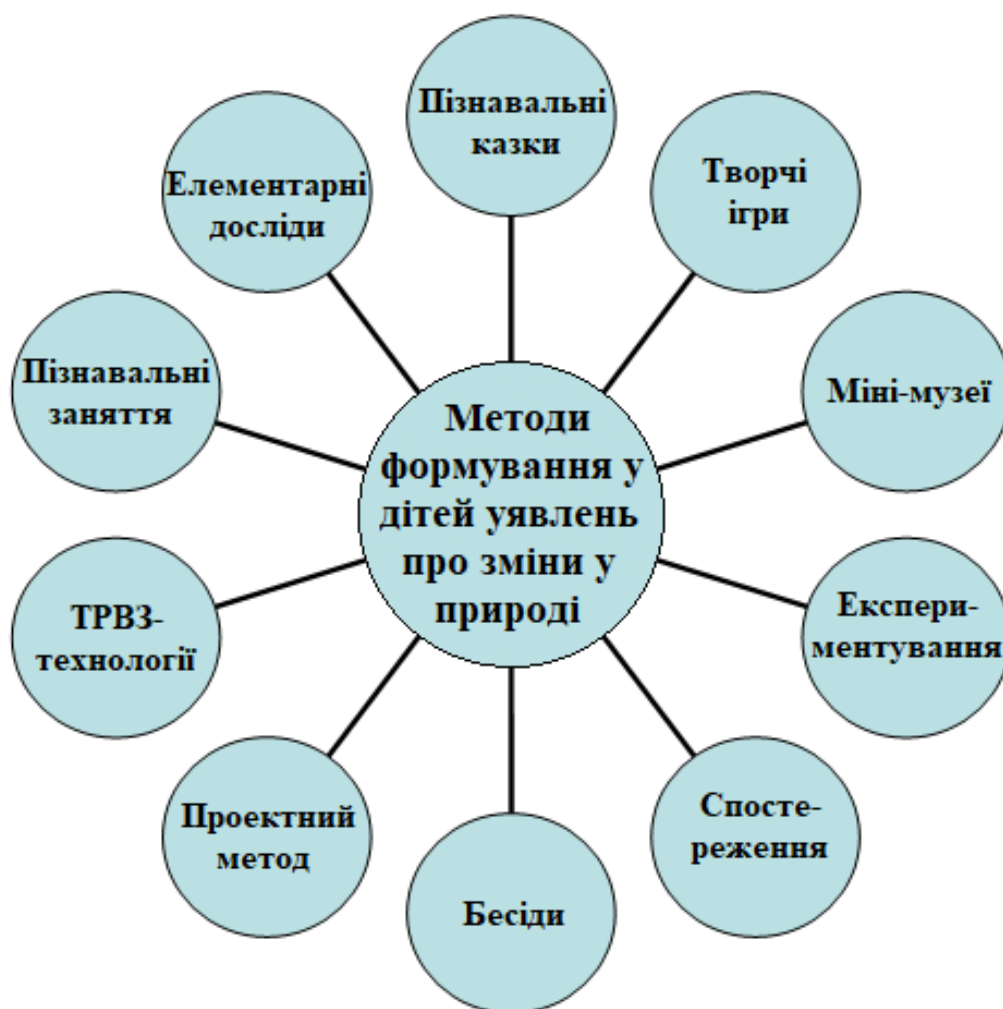 Пізнавальні
казки
Творчі
ігри
Міні-музеї
Експери-
ментування
Спосте-
реження
Бесіди
Проектний
метод
ТРВЗ-
технології
Пізнавальні
заняття
Елементарні
досліди
Методи
формування у
дітей уявлень
про зміни у
природі